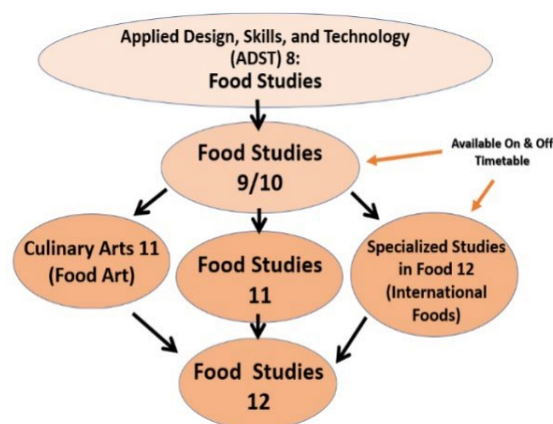 Applied Design, Skills, and Technology
(ADST) 8:
Food Studies
Food Studies
9/10
Available On & Off
Timetable
Culinary Arts 11
(Food Art)
Food Studies
11
Specialized Studies
in Food 12
(International
Foods)
Food Studies
12